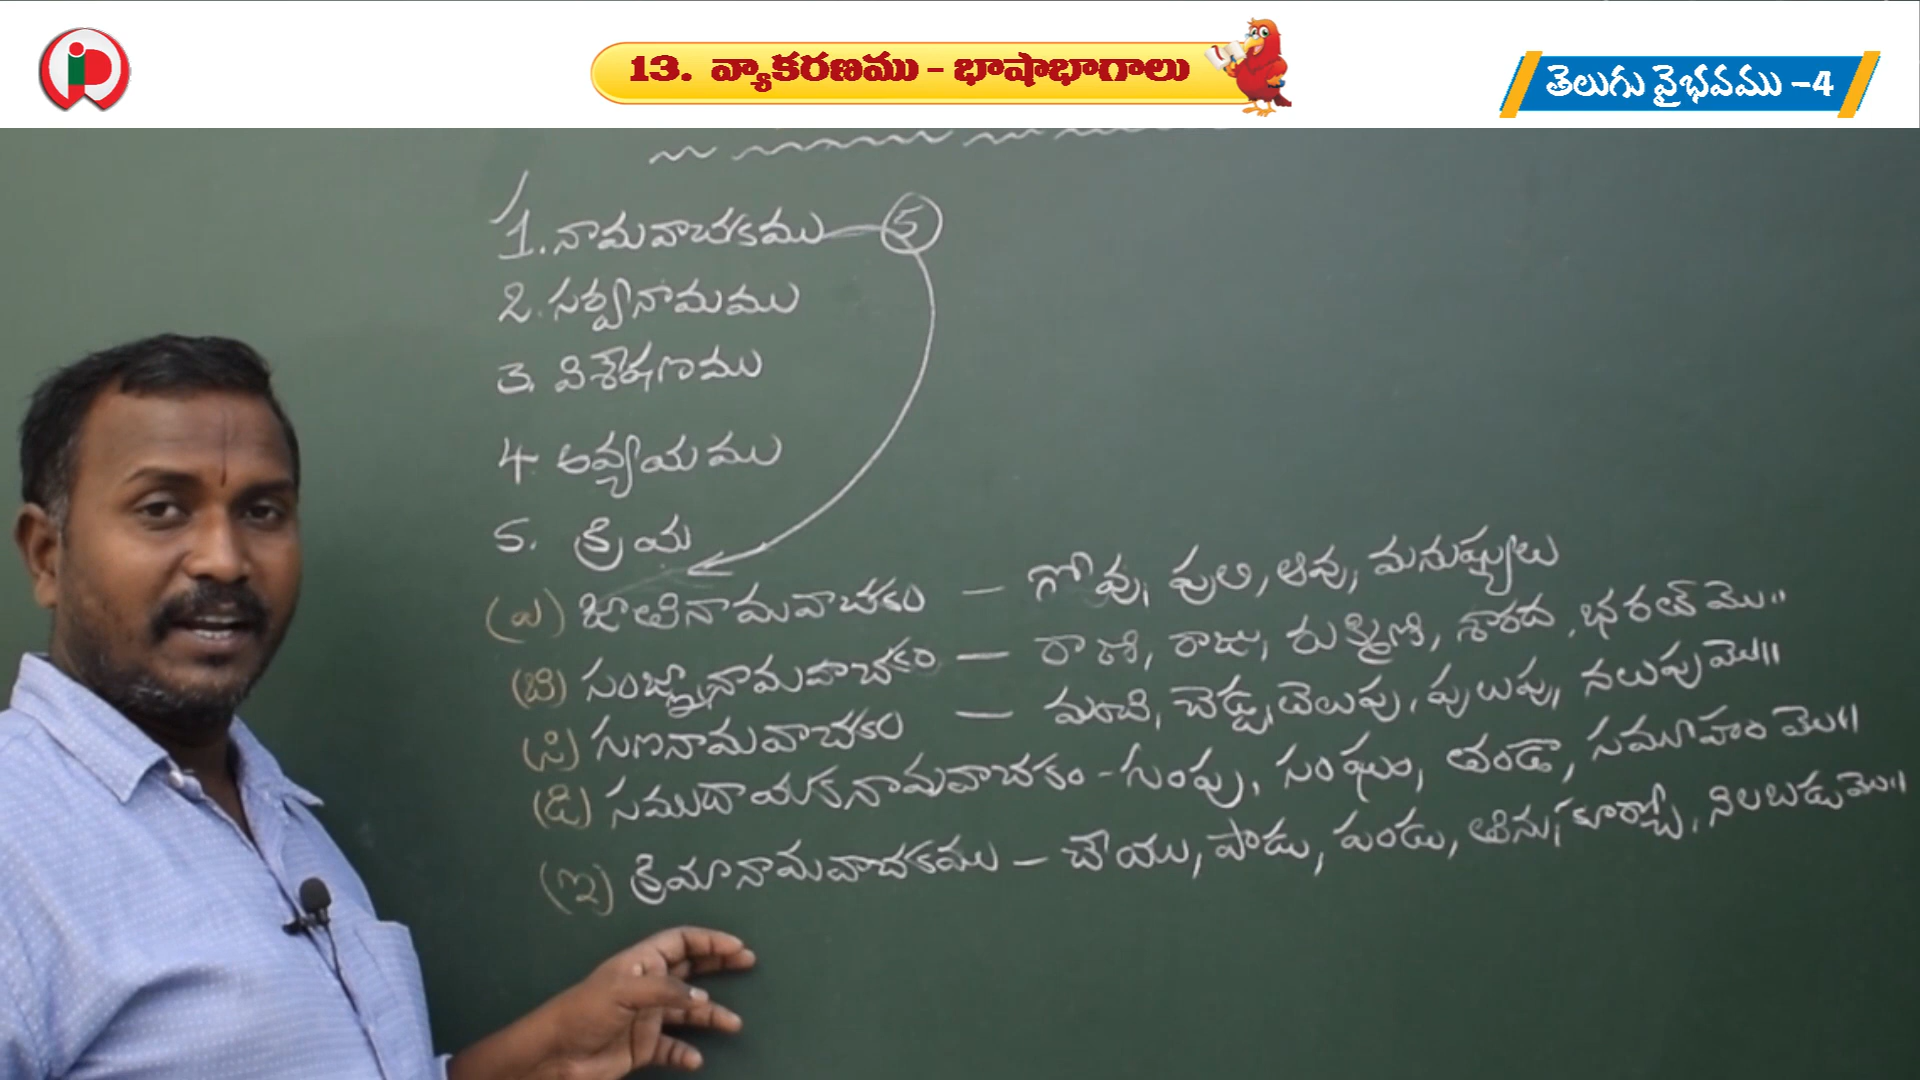 13. వ్యాకరణము - భాషాభాగాలు
తెలుగు వైభవము -4
1. నామవాచకము - 5
2. సర్వనామము
3. విశేషణము
4 అవ్యయము
5. క్రియ
(ఎ) జాతినామవాచకం - గోవు, పులి, ఆవు, మనుష్యులు
(బి) సంజ్ఞానామవాచకం - రాణి, రాజు, రుక్మిణి, శారద, భరత్ మొ॥
(సి) గుణనామవాచకం - మంచి, చెడ్డ, తెలుపు, పులుపు, నలుపు మొ॥
(డి) సముదాయకనామవాచకం - గుంపు, సంఘం, తండా, సమూహం మొ॥
(ఇ) క్రియానామవాచకము - చేయు, పాడు, పండు, తిను, కూర్చో, నిలబడు మొ॥